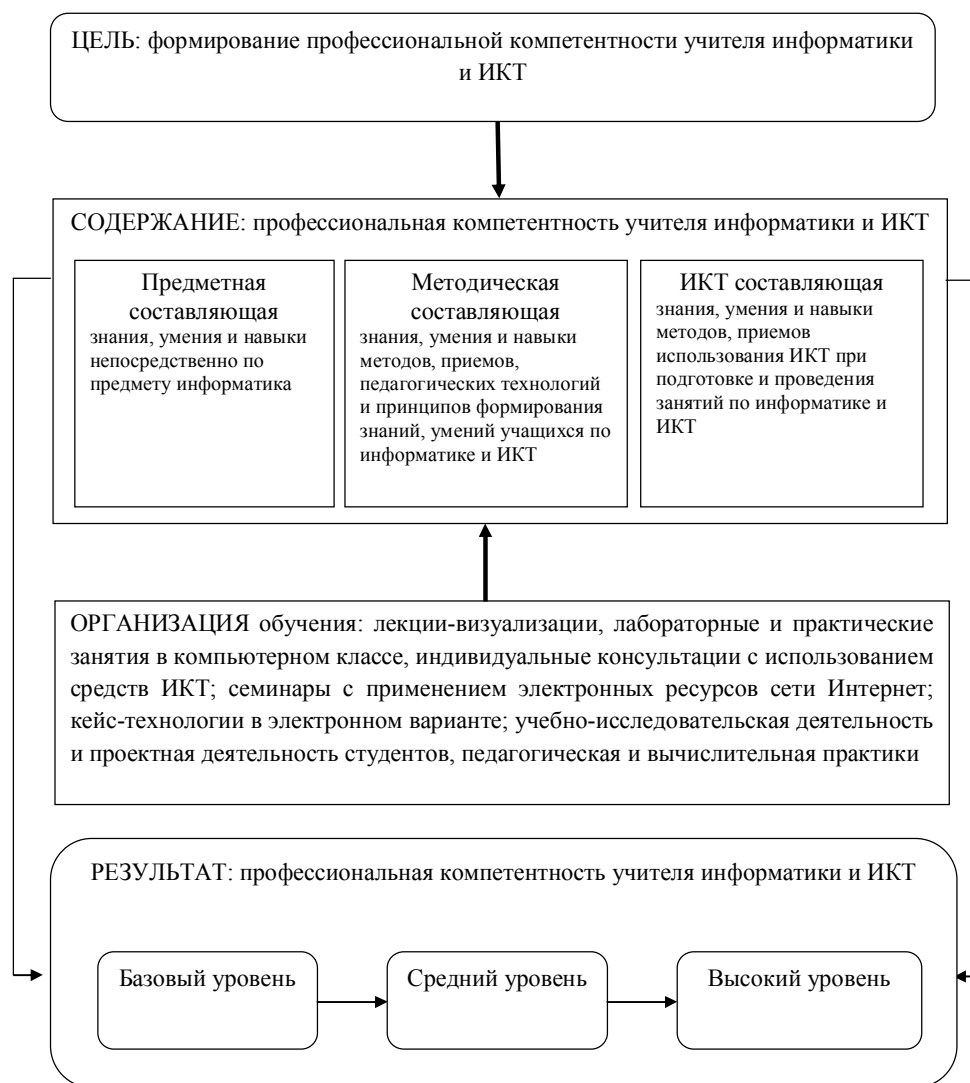 ЦЕЛЬ: формирование профессиональной компетентности учителя информатики
и ИКТ
СОДЕРЖАНИЕ: профессиональная компетентность учителя информатики и ИКТ
Предметная
составляющая
знания, умения и навыки
непосредственно по
предмету информатика
Методическая
составляющая
знания, умения и навыки
методов, приемов,
педагогических технологий
и принципов формирования
знаний, умений учащихся по
информатике и ИКТ
ИКТ составляющая
знания, умения и навыки
методов, приемов
использования ИКТ при
подготовке и проведения
занятий по информатике и
ИКТ
ОРГАНИЗАЦИЯ обучения: лекции-визуализации, лабораторные и практические
занятия в компьютерном классе, индивидуальные консультации с использованием
средств ИКТ; семинары с применением электронных ресурсов сети Интернет;
кейс-технологии в электронном варианте; учебно-исследовательская деятельность
и проектная деятельность студентов, педагогическая и вычислительная практики
РЕЗУЛЬТАТ: профессиональная компетентность учителя информатики и ИКТ
Базовый уровень
Средний уровень
Высокий уровень